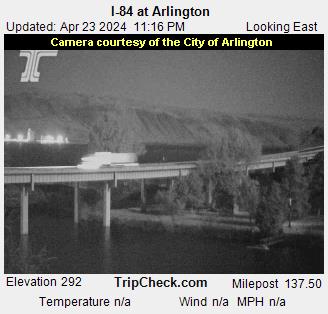 I-84 at Arlington
Updated: Apr 23 2024 11:16 PM Looking East
Camera courtesy of the City of Arlington
Elevation 292 TripCheck.com Milepost 137.50
Temperature n/a Wind n/a MPH n/a